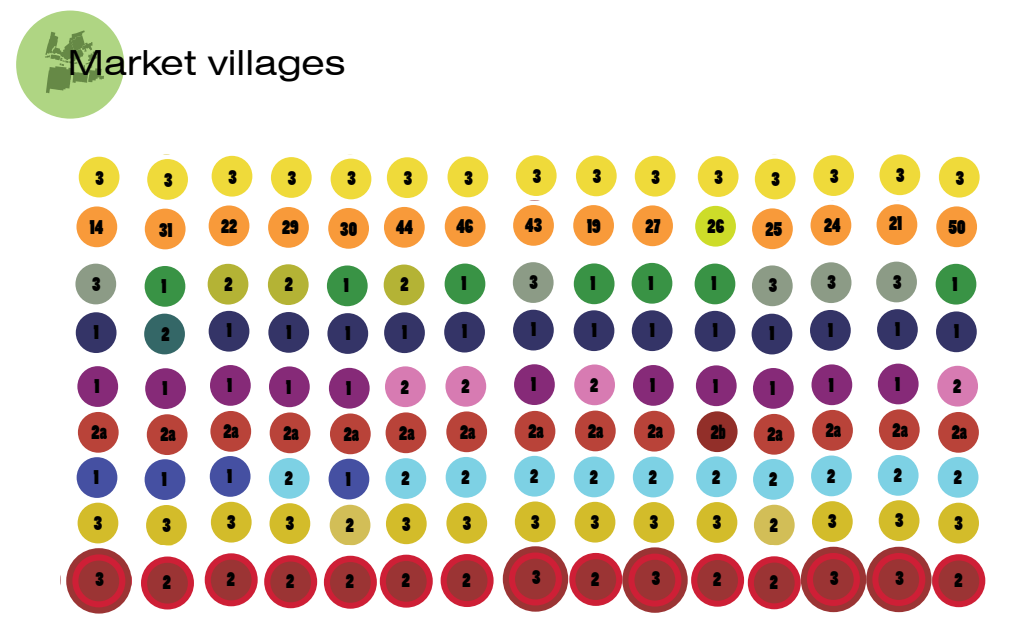 Market villages
3 3 3 3 3 3 3 3 3 3 3 3 3 3 3
14 31 22 29 30 44 46 43 19 27 26 25 24 21 50
3 1 2 2 1 2 1 3 1 1 1 3 3 3 1
1 2 1 1 1 1 1 1 1 1 1 1 1 1 1
1 1 1 1 1 2 2 1 2 1 1 1 1 1 2
2a 2a 2a 2a 2a 2a 2a 2a 2a 2a 2b 2a 2a 2a 2a
1 1 1 2 1 2 2 2 2 2 2 2 2 2 2
3 3 3 3 2 3 3 3 3 3 3 2 3 3 3
3 2 2 2 2 2 2 3 2 3 2 2 3 3 2